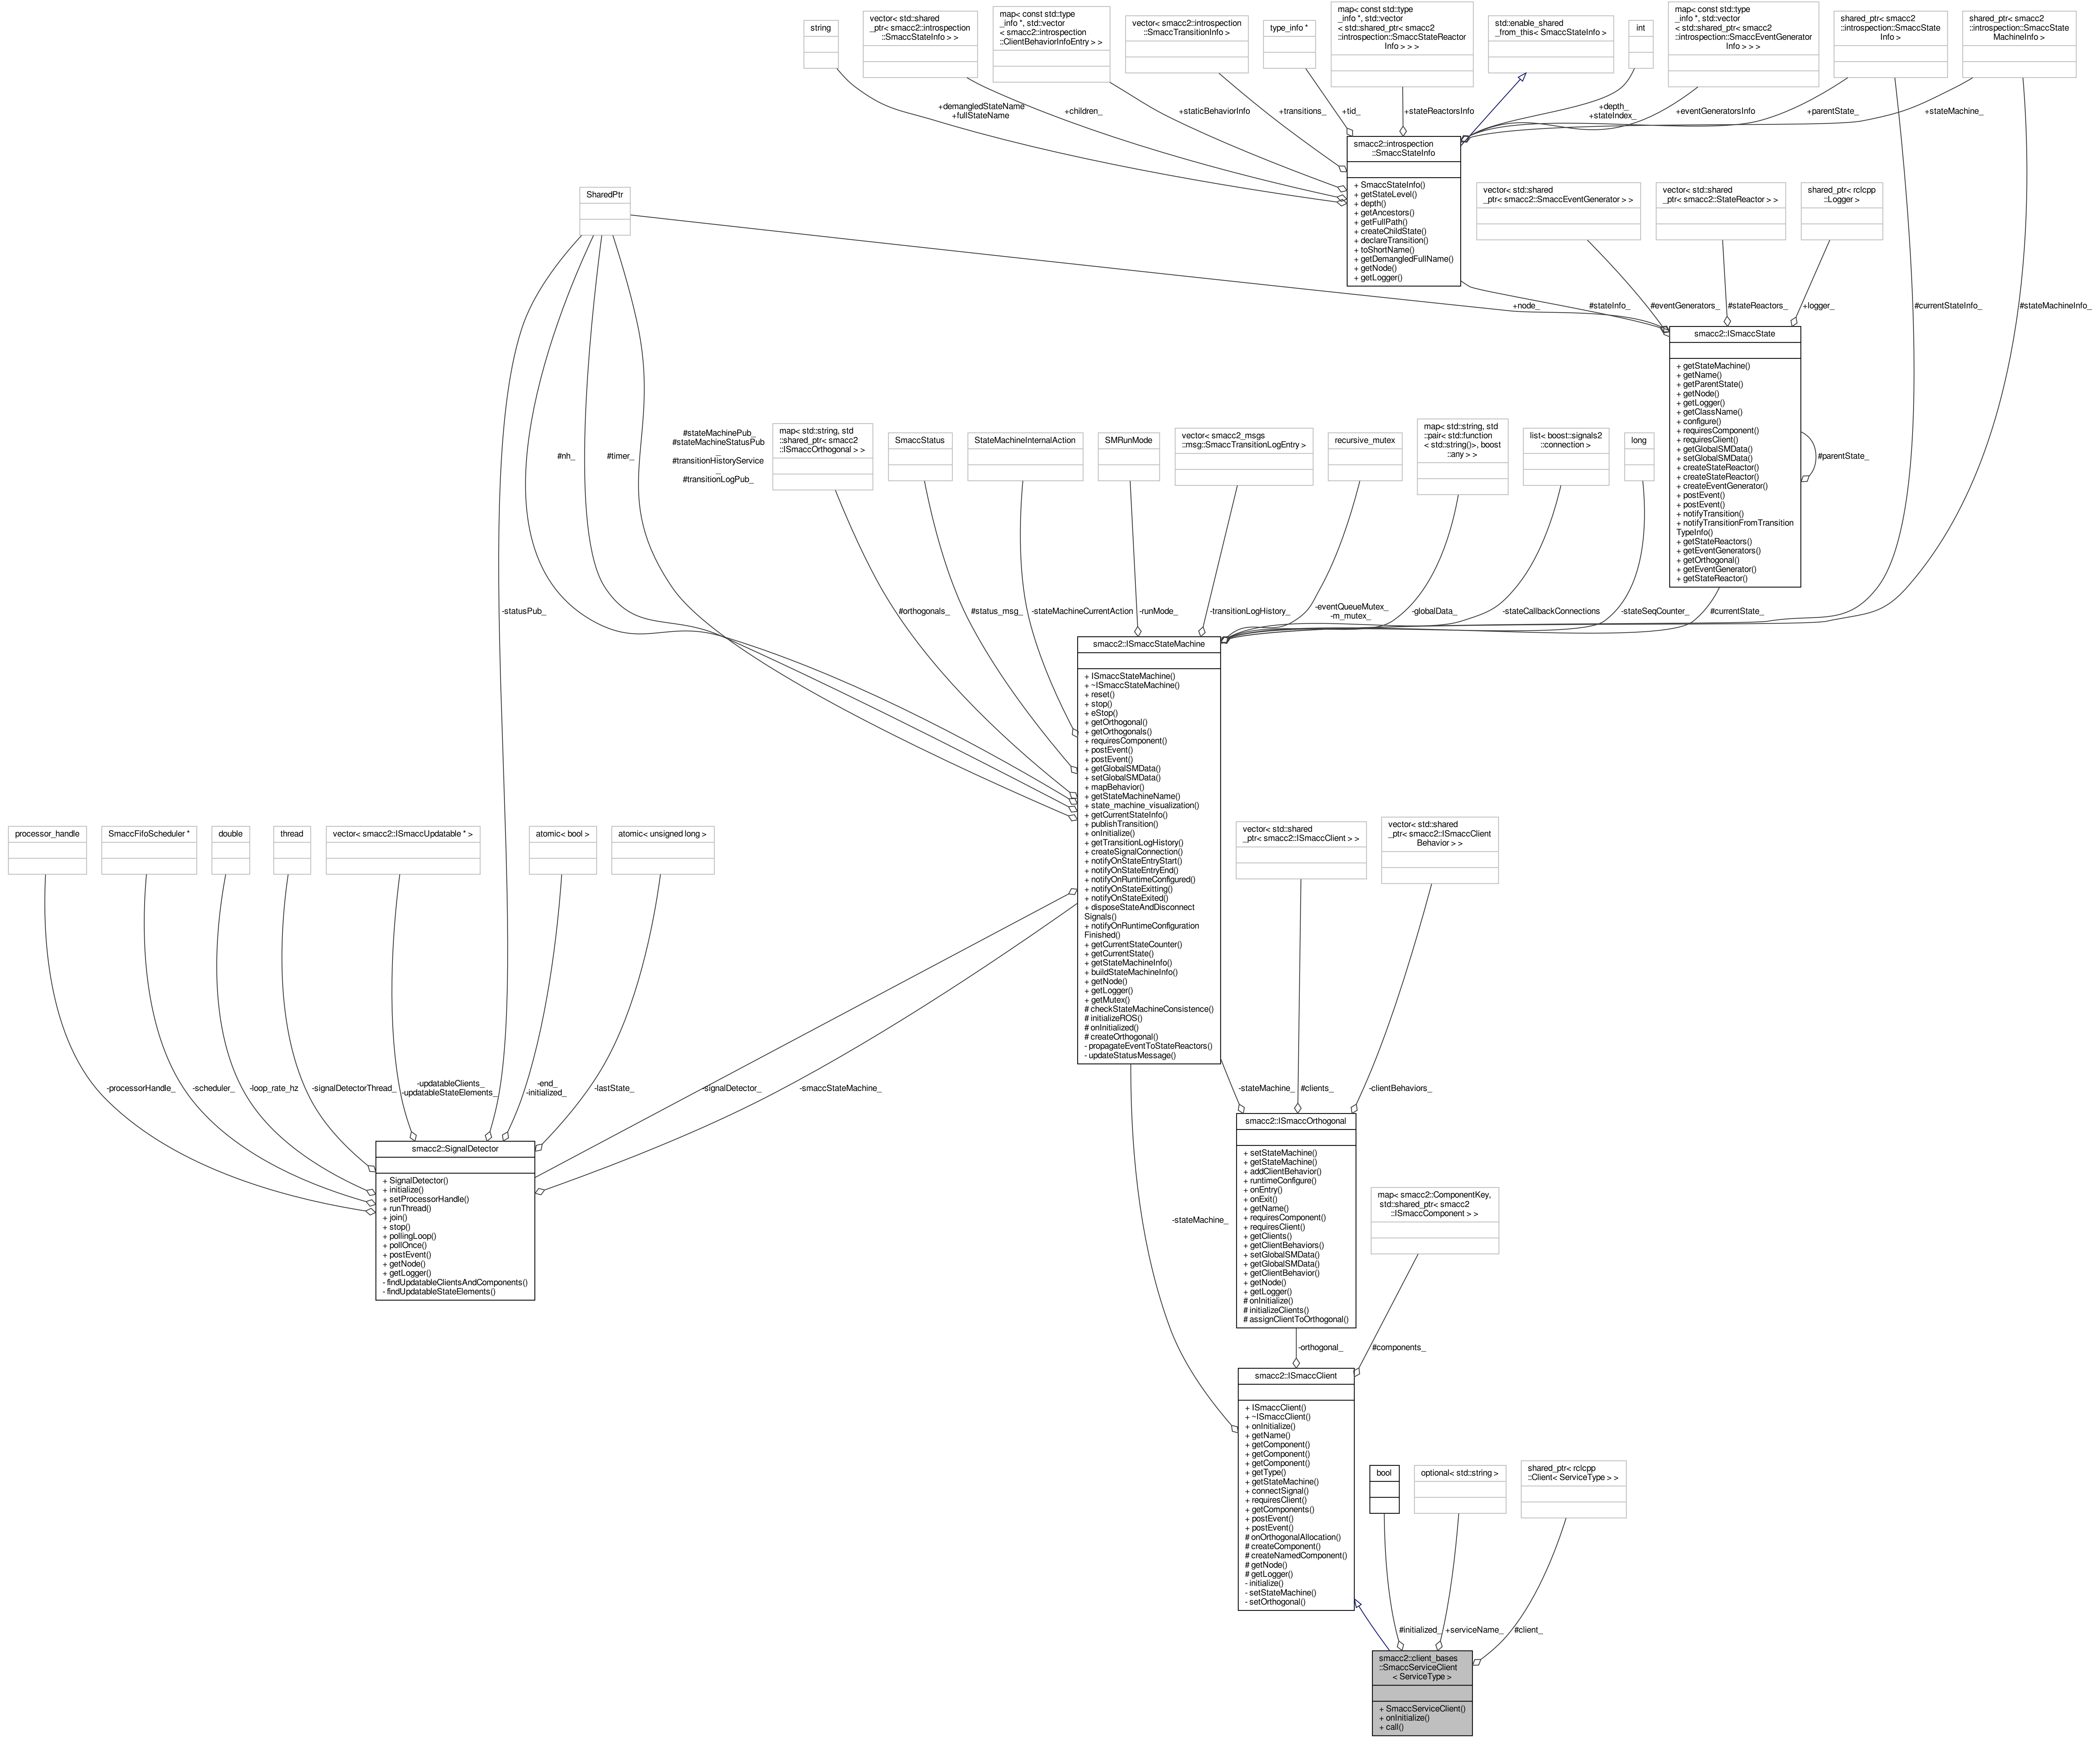 string
vector< std::shared
_ptr< smacc2::introspection
::SmaccStateInfo > >
map< const std::type
_info *, std::vector
< smacc2::introspection
::ClientBehaviorInfoEntry > >
vector< smacc2::introspection
::SmaccTransitionInfo >
type_info *
map< const std::type
_info *, std::vector
< std::shared_ptr< smacc2
::introspection::SmaccStateReactor
Info > > >
std::enable_shared
_from_this< SmaccStateInfo >
int
map< const std::type
_info *, std::vector
< std::shared_ptr< smacc2
::introspection::SmaccEventGenerator
Info > > >
shared_ptr< smacc2
::introspection::SmaccState
Info >
shared_ptr< smacc2
::introspection::SmaccState
MachineInfo >
+demangledStateName
+fullStateName
+children_
+staticBehaviorInfo
+transitions_
+tid_
+stateReactorsInfo
+depth_
+stateIndex_
+eventGeneratorsInfo
+parentState_
+stateMachine_
smacc2::introspection
::SmaccStateInfo
+ SmaccStateInfo()
+ getStateLevel()
+ depth()
+ getAncestors()
+ getFullPath()
+ createChildState()
+ declareTransition()
+ toShortName()
+ getDemangledFullName()
+ getNode()
+ getLogger()
SharedPtr
vector< std::shared
_ptr< smacc2::SmaccEventGenerator > >
vector< std::shared
_ptr< smacc2::StateReactor > >
shared_ptr< rclcpp
::Logger >
+node_
#stateInfo_
#eventGenerators_
#stateReactors_
+logger_
#currentStateInfo_
#stateMachineInfo_
smacc2::ISmaccState
+ getStateMachine()
+ getName()
+ getParentState()
+ getNode()
+ getLogger()
+ getClassName()
+ configure()
+ requiresComponent()
+ requiresClient()
+ getGlobalSMData()
+ setGlobalSMData()
+ createStateReactor()
+ createStateReactor()
+ createEventGenerator()
+ postEvent()
+ postEvent()
+ notifyTransition()
+ notifyTransitionFromTransition
TypeInfo()
+ getStateReactors()
+ getEventGenerators()
+ getOrthogonal()
+ getEventGenerator()
+ getStateReactor()
#parentState_
#nh_
#timer_
#stateMachinePub_
#stateMachineStatusPub
_
#transitionHistoryService
_
#transitionLogPub_
map< std::string, std
::shared_ptr< smacc2
::ISmaccOrthogonal > >
SmaccStatus
StateMachineInternalAction
SMRunMode
vector< smacc2_msgs
::msg::SmaccTransitionLogEntry >
recursive_mutex
map< std::string, std
::pair< std::function
< std::string()>, boost
::any > >
list< boost::signals2
::connection >
long
-statusPub_
#orthogonals_
#status_msg_
-stateMachineCurrentAction
-runMode_
-transitionLogHistory_
-eventQueueMutex_
-m_mutex_
-globalData_
-stateCallbackConnections
-stateSeqCounter_
#currentState_
smacc2::ISmaccStateMachine
+ ISmaccStateMachine()
+ ~ISmaccStateMachine()
+ reset()
+ stop()
+ eStop()
+ getOrthogonal()
+ getOrthogonals()
+ requiresComponent()
+ postEvent()
+ postEvent()
+ getGlobalSMData()
+ setGlobalSMData()
+ mapBehavior()
+ getStateMachineName()
+ state_machine_visualization()
+ getCurrentStateInfo()
+ publishTransition()
+ onInitialize()
+ getTransitionLogHistory()
+ createSignalConnection()
+ notifyOnStateEntryStart()
+ notifyOnStateEntryEnd()
+ notifyOnRuntimeConfigured()
+ notifyOnStateExitting()
+ notifyOnStateExited()
+ disposeStateAndDisconnect
Signals()
+ notifyOnRuntimeConfiguration
Finished()
+ getCurrentStateCounter()
+ getCurrentState()
+ getStateMachineInfo()
+ buildStateMachineInfo()
+ getNode()
+ getLogger()
+ getMutex()
# checkStateMachineConsistence()
# initializeROS()
# onInitialized()
# createOrthogonal()
- propagateEventToStateReactors()
- updateStatusMessage()
processor_handle
SmaccFifoScheduler *
double
thread
vector< smacc2::ISmaccUpdatable * >
atomic< bool >
atomic< unsigned long >
vector< std::shared
_ptr< smacc2::ISmaccClient > >
vector< std::shared
_ptr< smacc2::ISmaccClient
Behavior > >
-processorHandle_
-scheduler_
-loop_rate_hz
-signalDetectorThread_
-updatableClients_
-updatableStateElements_
-end_
-initialized_
-lastState_
-signalDetector_
-smaccStateMachine_
-stateMachine_
#clients_
-clientBehaviors_
smacc2::SignalDetector
+ SignalDetector()
+ initialize()
+ setProcessorHandle()
+ runThread()
+ join()
+ stop()
+ pollingLoop()
+ pollOnce()
+ postEvent()
+ getNode()
+ getLogger()
- findUpdatableClientsAndComponents()
- findUpdatableStateElements()
smacc2::ISmaccOrthogonal
+ setStateMachine()
+ getStateMachine()
+ addClientBehavior()
+ runtimeConfigure()
+ onEntry()
+ onExit()
+ getName()
+ requiresComponent()
+ requiresClient()
+ getClients()
+ getClientBehaviors()
+ setGlobalSMData()
+ getGlobalSMData()
+ getClientBehavior()
+ getNode()
+ getLogger()
# onInitialize()
# initializeClients()
# assignClientToOrthogonal()
map< smacc2::ComponentKey,
std::shared_ptr< smacc2
::ISmaccComponent > >
-stateMachine_
-orthogonal_
#components_
smacc2::ISmaccClient
+ ISmaccClient()
+ ~ISmaccClient()
+ onInitialize()
+ getName()
+ getComponent()
+ getComponent()
+ getComponent()
+ getType()
+ getStateMachine()
+ connectSignal()
+ requiresClient()
+ getComponents()
+ postEvent()
+ postEvent()
# onOrthogonalAllocation()
# createComponent()
# createNamedComponent()
# getNode()
# getLogger()
- initialize()
- setStateMachine()
- setOrthogonal()
bool
optional< std::string >
shared_ptr< rclcpp
::Client< ServiceType > >
#initialized_
+serviceName_
#client_
smacc2::client_bases
::SmaccServiceClient
< ServiceType >
+ SmaccServiceClient()
+ onInitialize()
+ call()